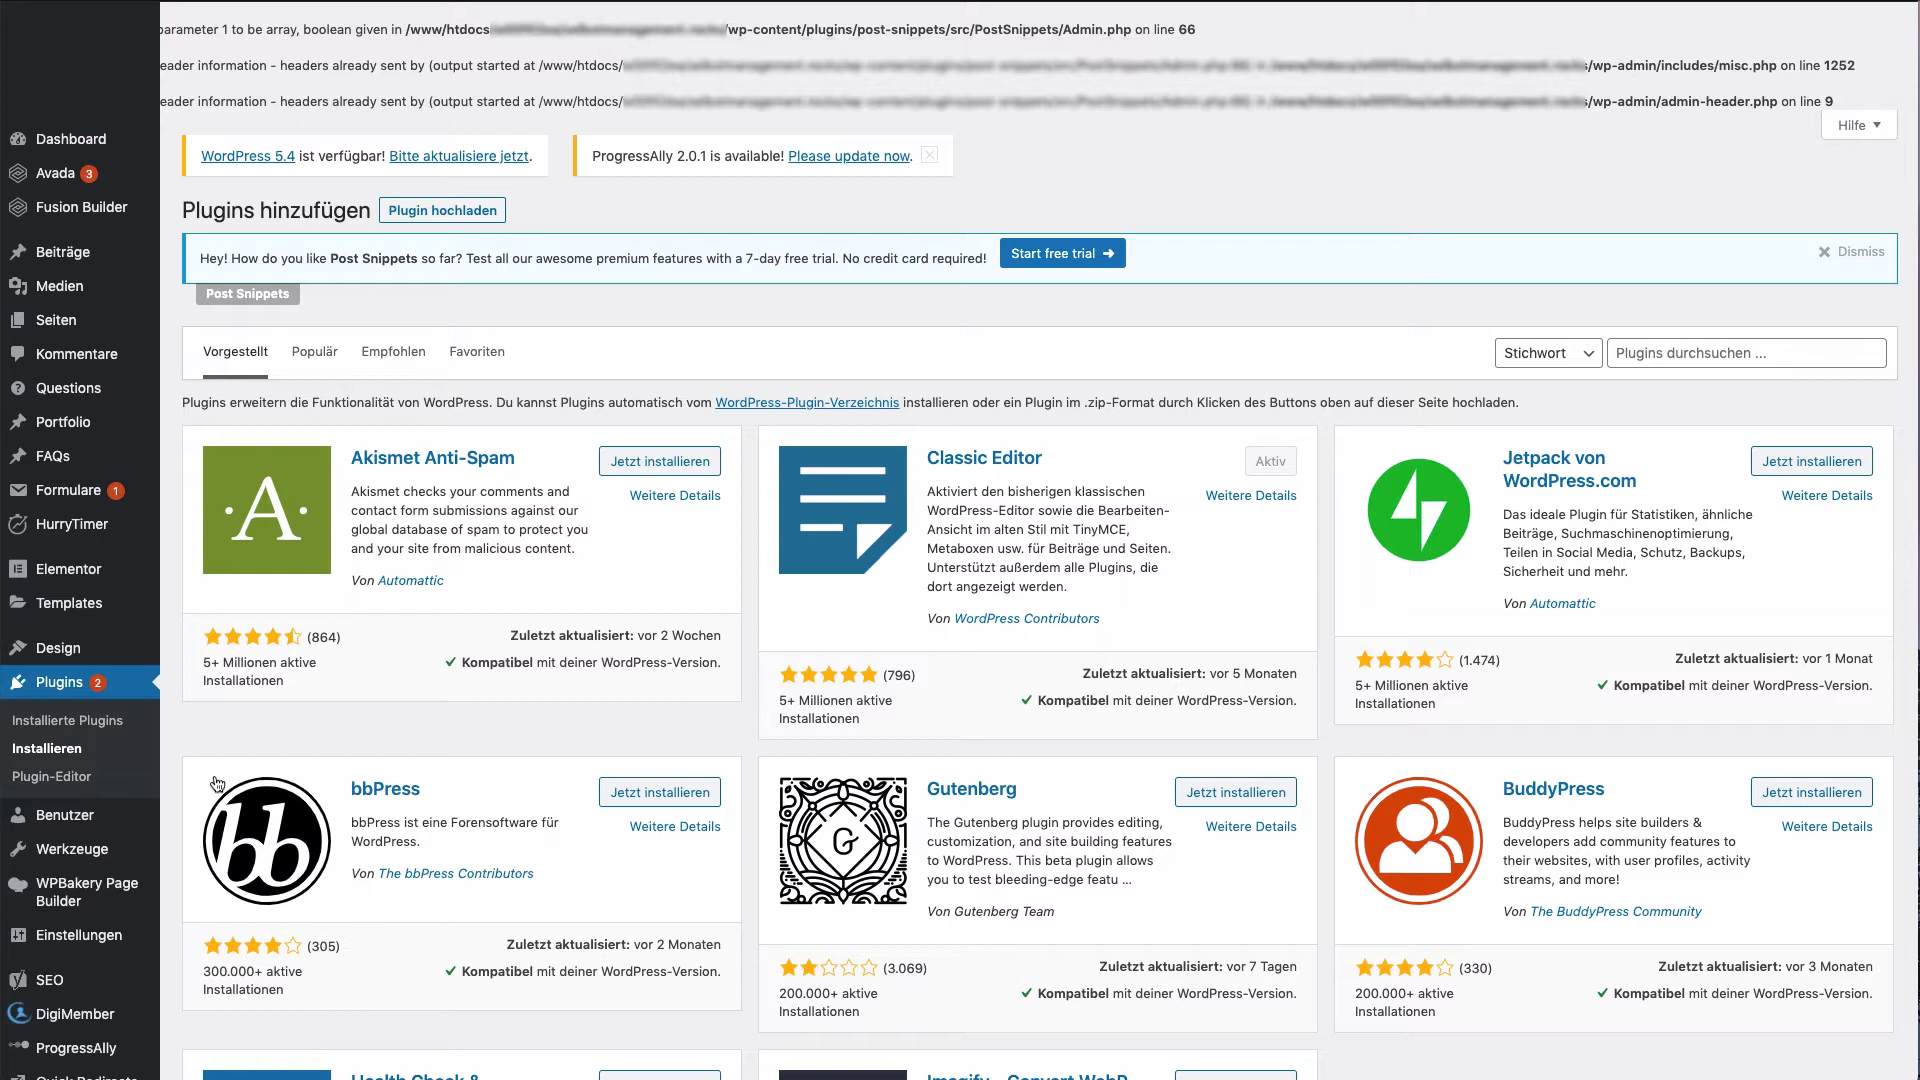 parameter 1 to be array, boolean given in /www/htdocs /wp-content/plugins/post-snippets/src/PostSnippets/Admin.php on line 66
eader information - headers already sent by (output started at /www/htdocs/ s/wp-admin/includes/misc.php on line 1252
eader information - headers already sent by (output started at /www/htdocs/ s/wp-admin/admin-header.php on line 9
Hilfe
WordPress 5.4 ist verfügbar! Bitte aktualisiere jetzt.
ProgressAlly 2.0.1 is available! Please update now.
Plugins hinzufügen
Plugin hochladen
Hey! How do you like Post Snippets so far? Test all our awesome premium features with a 7-day free trial. No credit card required!
Start free trial ➜
Dismiss
Post Snippets
Vorgestellt
Populär
Empfohlen
Favoriten
Stichwort
Plugins durchsuchen ...
Plugins erweitern die Funktionalität von WordPress. Du kannst Plugins automatisch vom WordPress-Plugin-Verzeichnis installieren oder ein Plugin im .zip-Format durch Klicken des Buttons oben auf dieser Seite hochladen.
Dashboard
Avada 3
Fusion Builder
Beiträge
Medien
Seiten
Kommentare
Questions
Portfolio
FAQs
Formulare 1
HurryTimer
Elementor
Templates
Design
Plugins 2
Installierte Plugins
Installieren
Plugin-Editor
Benutzer
Werkzeuge
WPBakery Page
Builder
Einstellungen
SEO
DigiMember
ProgressAlly
Quick Redirects
Akismet Anti-Spam
Jetzt installieren
Weitere Details
Akismet checks your comments and
contact form submissions against our
global database of spam to protect you
and your site from malicious content.
Von Automattic
(864)
5+ Millionen aktive
Installationen
Zuletzt aktualisiert: vor 2 Wochen
Kompatibel mit deiner WordPress-Version.
Classic Editor
Aktiv
Weitere Details
Aktiviert den bisherigen klassischen
WordPress-Editor sowie die Bearbeiten-
Ansicht im alten Stil mit TinyMCE,
Metaboxen usw. für Beiträge und Seiten.
Unterstützt außerdem alle Plugins, die
dort angezeigt werden.
Von WordPress Contributors
(796)
5+ Millionen aktive
Installationen
Zuletzt aktualisiert: vor 5 Monaten
Kompatibel mit deiner WordPress-Version.
Jetpack von
WordPress.com
Jetzt installieren
Weitere Details
Das ideale Plugin für Statistiken, ähnliche
Beiträge, Suchmaschinenoptimierung,
Teilen in Social Media, Schutz, Backups,
Sicherheit und mehr.
Von Automattic
(1.474)
5+ Millionen aktive
Installationen
Zuletzt aktualisiert: vor 1 Monat
Kompatibel mit deiner WordPress-Version.
bbPress
Jetzt installieren
Weitere Details
bbPress ist eine Forensoftware für
WordPress.
Von The bbPress Contributors
(305)
300.000+ aktive
Installationen
Zuletzt aktualisiert: vor 2 Monaten
Kompatibel mit deiner WordPress-Version.
Gutenberg
Jetzt installieren
Weitere Details
The Gutenberg plugin provides editing,
customization, and site building features
to WordPress. This beta plugin allows
you to test bleeding-edge featu ...
Von Gutenberg Team
(3.069)
200.000+ aktive
Installationen
Zuletzt aktualisiert: vor 7 Tagen
Kompatibel mit deiner WordPress-Version.
BuddyPress
Jetzt installieren
Weitere Details
BuddyPress helps site builders &
developers add community features to
their websites, with user profiles, activity
streams, and more!
Von The BuddyPress Community
(330)
200.000+ aktive
Installationen
Zuletzt aktualisiert: vor 3 Monaten
Kompatibel mit deiner WordPress-Version.
Health Check &
Imagify – Convert WebP